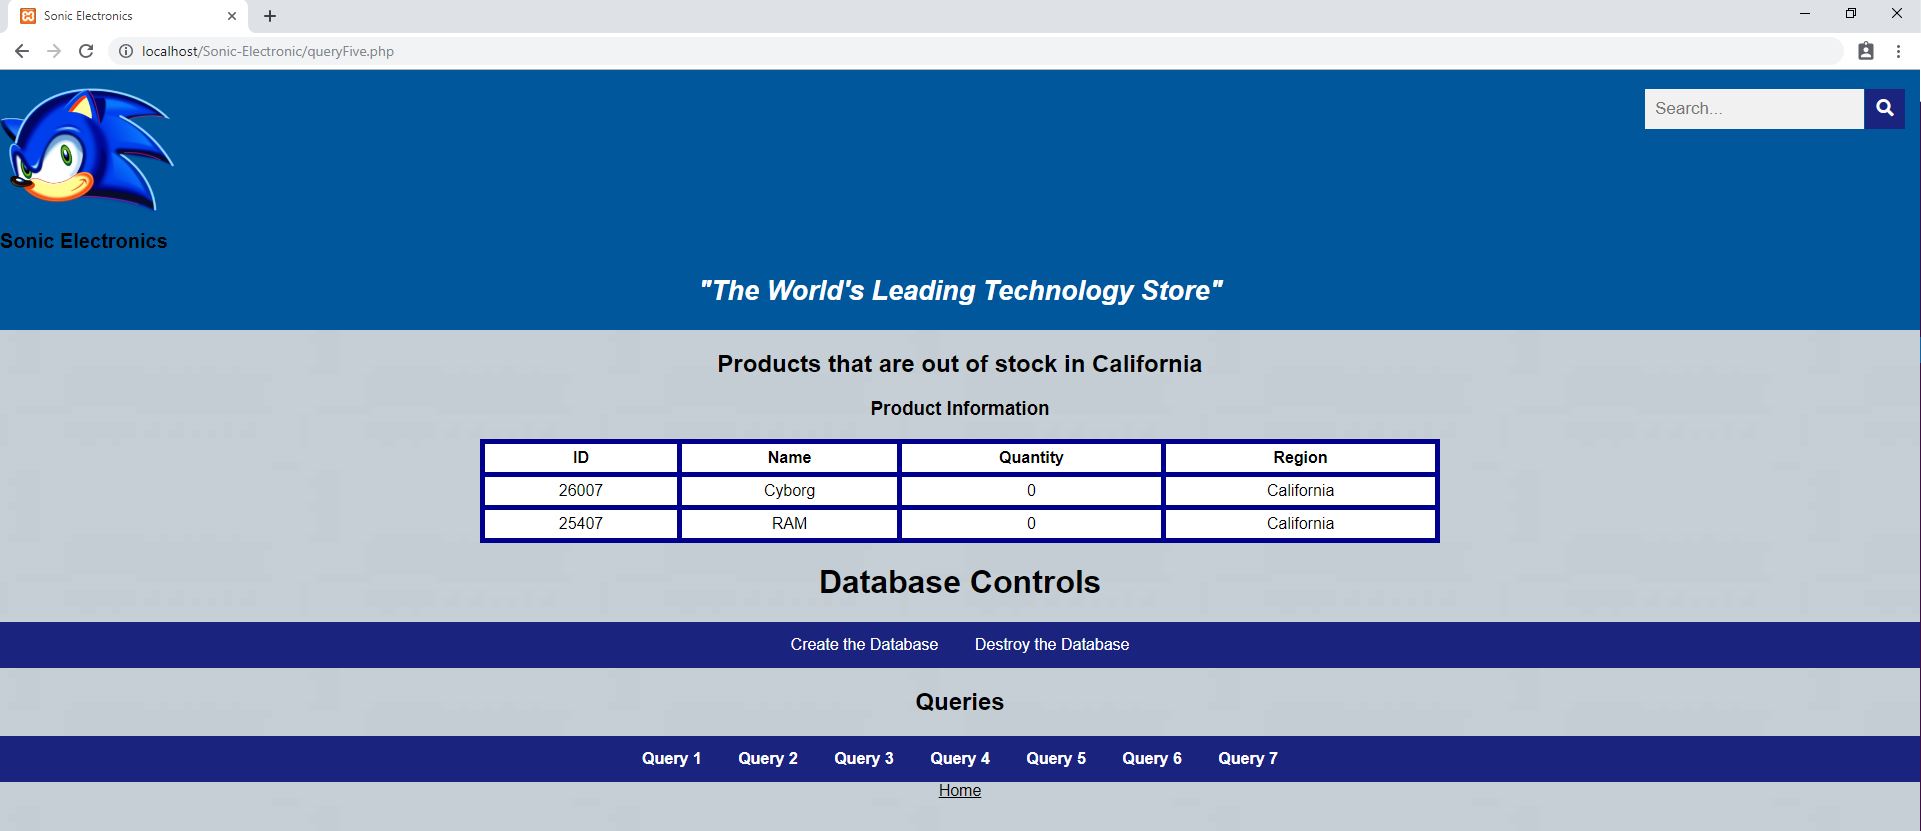 Sonic Electronics
localhost/Sonic-Electronic/queryFive.php
Search...
Sonic Electronics
"The World's Leading Technology Store"
Products that are out of stock in California
Product Information
ID Name Quantity Region
26007 Cyborg 0 California
25407 RAM 0 California
Database Controls
Create the Database Destroy the Database
Queries
Query 1 Query 2 Query 3 Query 4 Query 5 Query 6 Query 7
Home